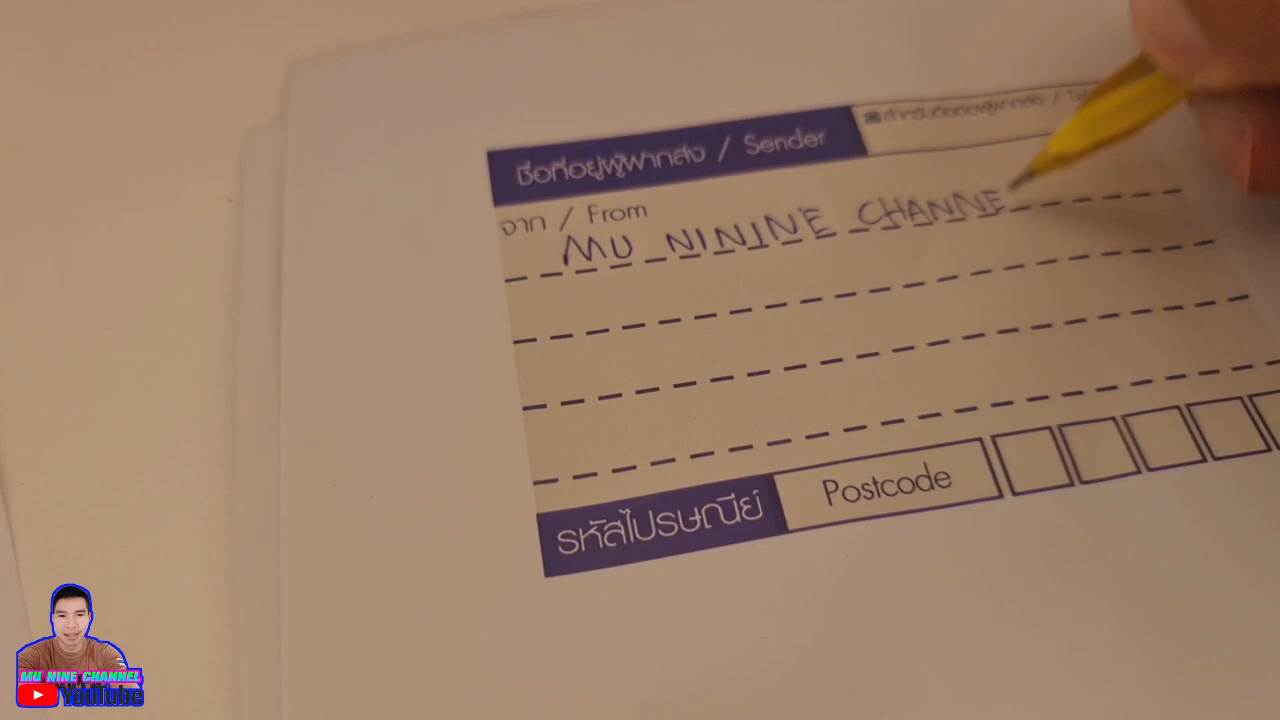 ชื่อที่อยู่ผู้ฝากส่ง / Sender
จาก / From
MU NINITNE CHANNE
รหัสไปรษณีย์ Postcode
MU NINE CHANNEL
YouTube